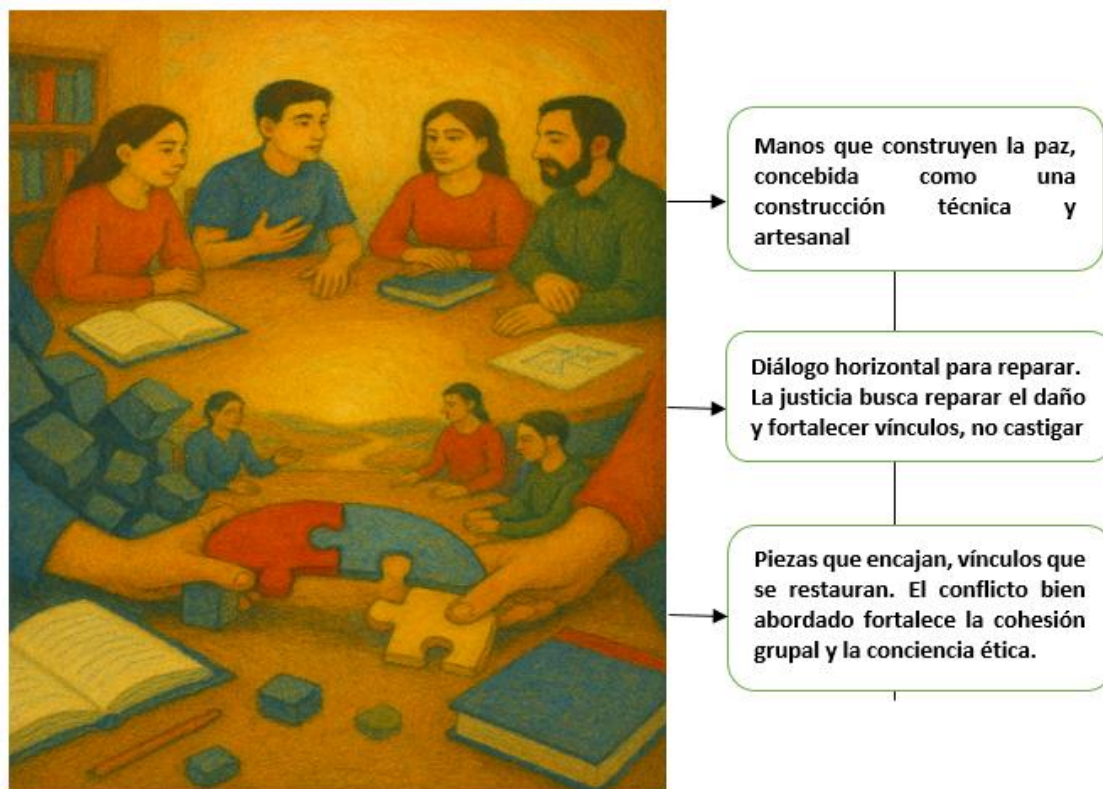 Manos que construyen la paz,
concebida como una
construcción técnica y
artesanal
Diálogo horizontal para reparar.
La justicia busca reparar el daño
y fortalecer vínculos, no castigar
Piezas que encajan, vínculos que
se restauran. El conflicto bien
abordado fortalece la cohesión
grupal y la conciencia ética.